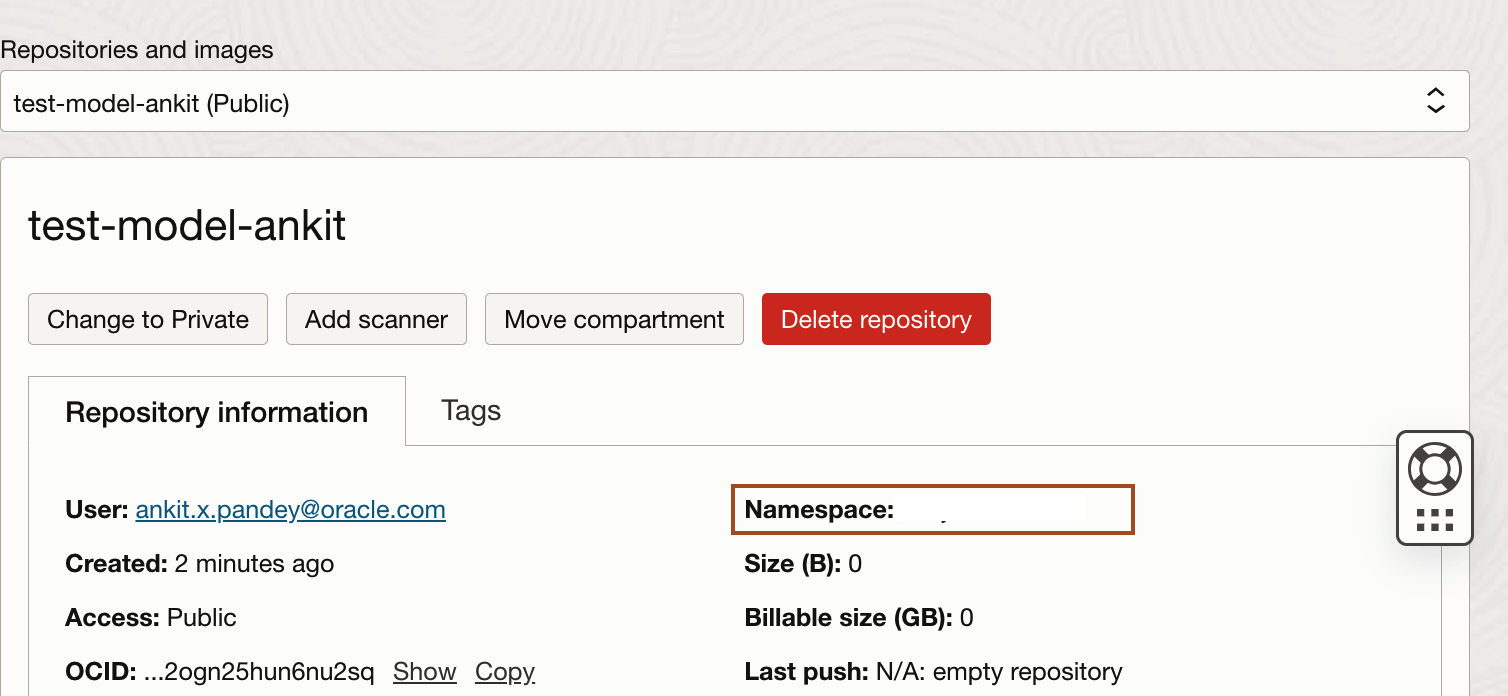 Repositories and images
test-model-ankit (Public)
test-model-ankit
Change to Private Add scanner Move compartment Delete repository
Repository information Tags
User: ankit.x.pandey@oracle.com
Namespace:
Created: 2 minutes ago
Size (B): 0
Access: Public
Billable size (GB): 0
OCID: ...2ogn25hun6nu2sq Show Copy
Last push: N/A: empty repository